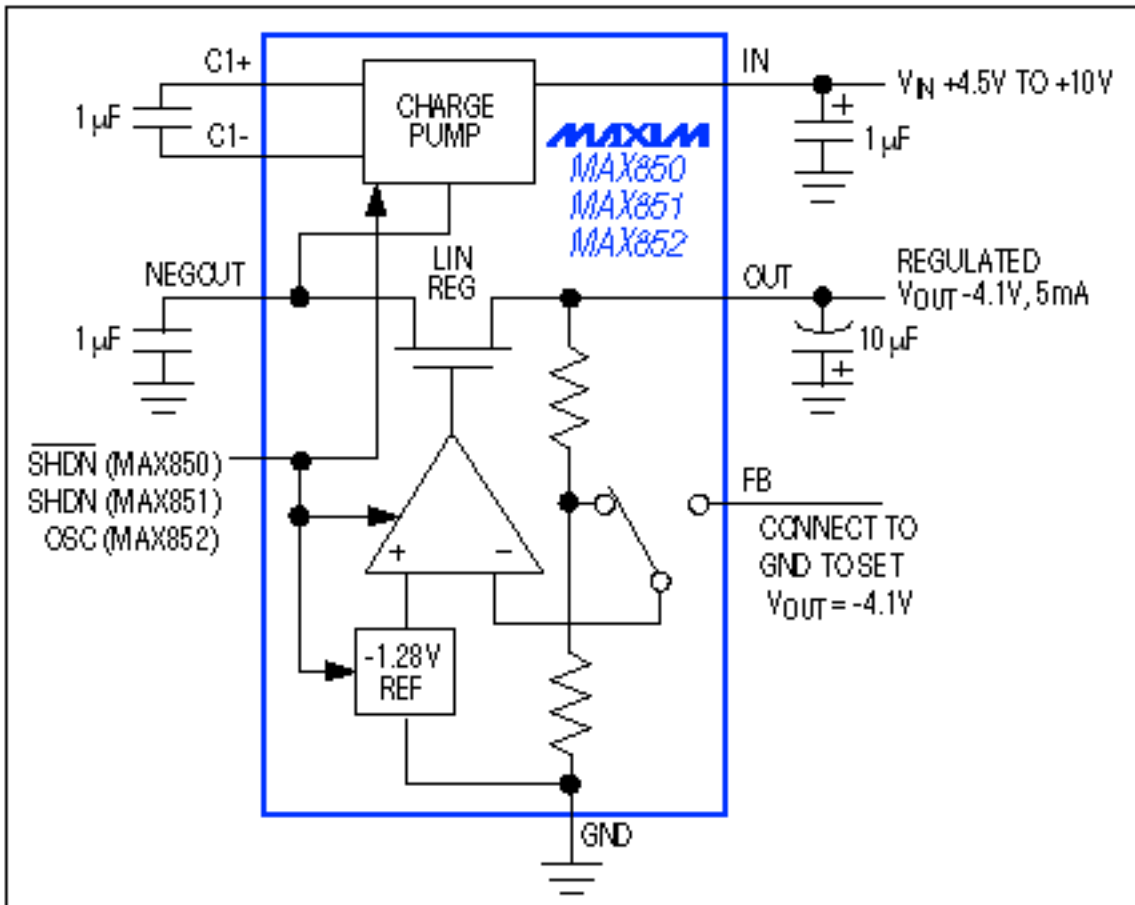 C1+
IN
VIN +4.5V TO +10V
1 μF
CHARGE
PUMP
+
1 μF
C1-
MAXIM
MAX850
MAX851
MAX852
NEGOUT
LIN
REG
OUT
REGULATED
VOUT -4.1V, 5mA
1 μF
10 μF
+
SHDN (MAX850)
SHDN (MAX851)
OSC (MAX852)
FB
CONNECT TO
GND TO SET
VOUT = -4.1V
+ −
-1.28V
REF
GND